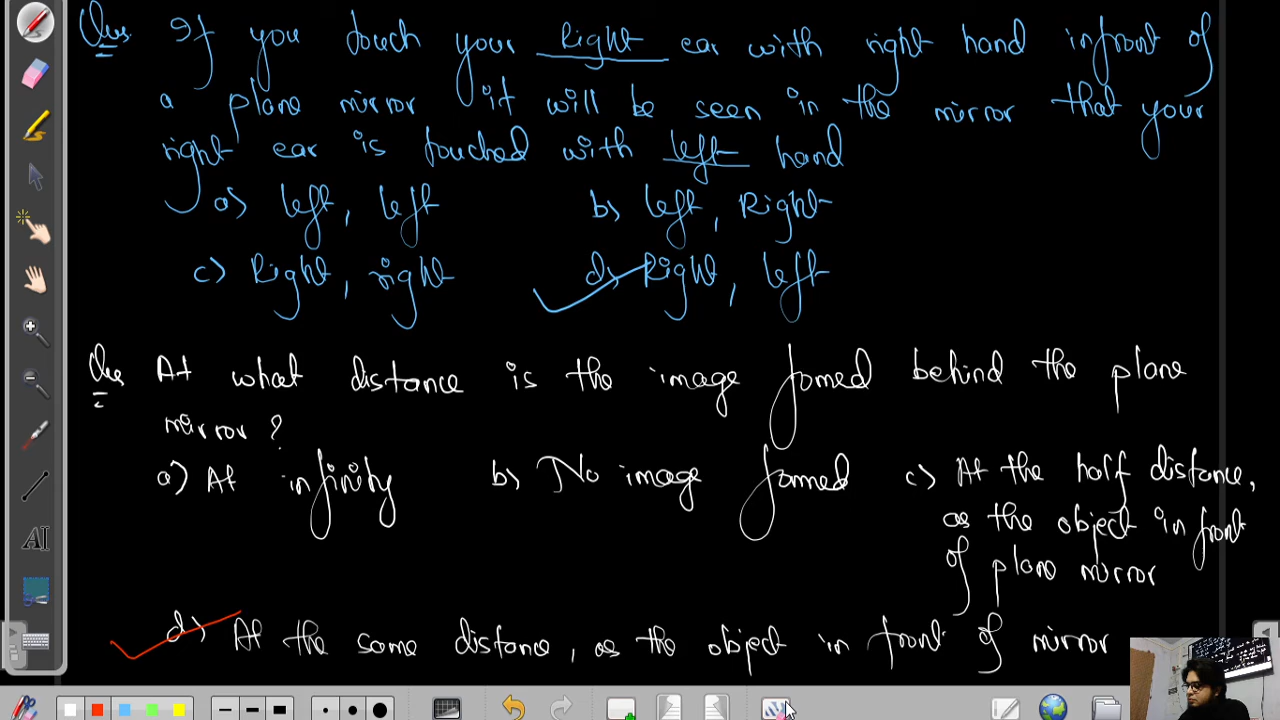 Ques. If you touch your Right ear with right hand infront of
a plane mirror it will be seen in the mirror that your
right ear is touched with left hand
a) left, left b) left, Right
c) Right, right d) Right, left
Ques At what distance is the image formed behind the plane
mirror ?
a) At infinity b) No image formed c) At the half distance,
as the object in front
of plane mirror
d) At the same distance, as the object in front of mirror